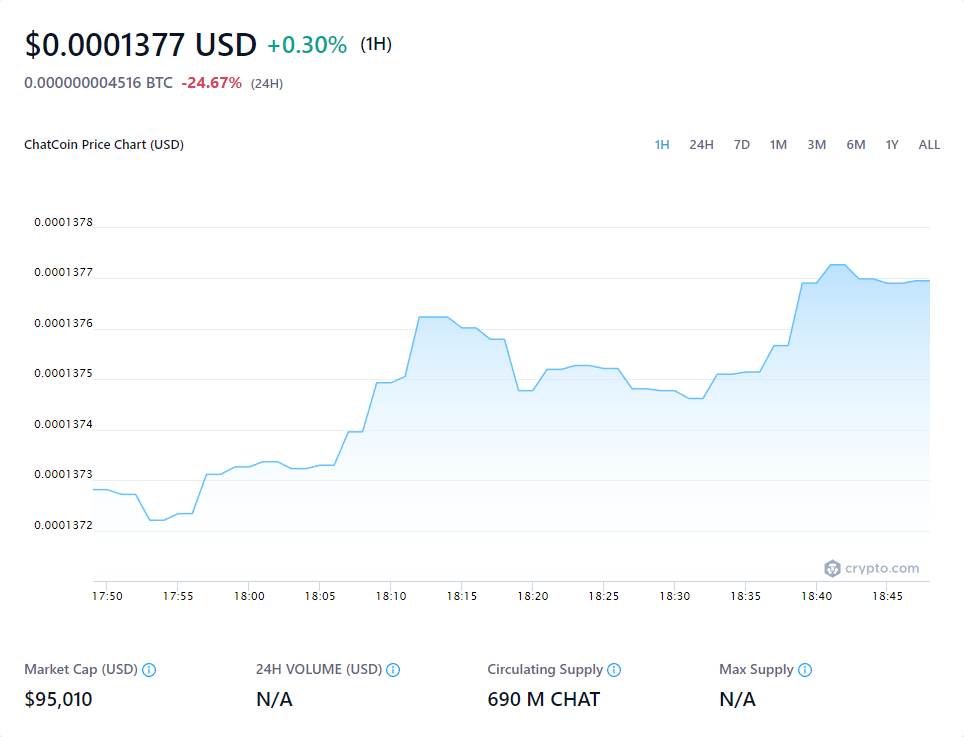 $0.0001377 USD +0.30% (1H)
0.000000004516 BTC -24.67% (24H)
ChatCoin Price Chart (USD) 1H 24H 7D 1M 3M 6M 1Y ALL
0.0001378
0.0001377
0.0001376
0.0001375
0.0001374
0.0001373
0.0001372
crypto.com
17:50 17:55 18:00 18:05 18:10 18:15 18:20 18:25 18:30 18:35 18:40 18:45
Market Cap (USD) 24H VOLUME (USD) Circulating Supply Max Supply
$95,010 N/A 690 M CHAT N/A